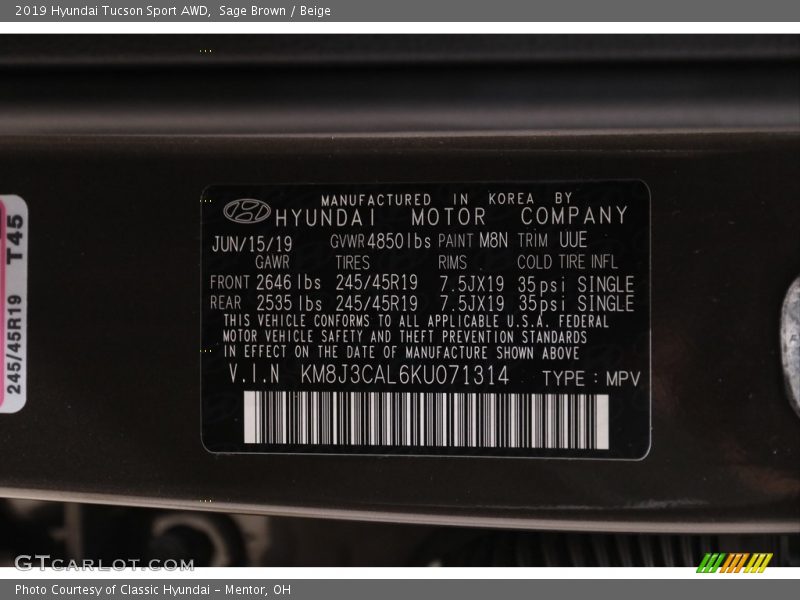 2019 Hyundai Tucson Sport AWD,  Sage Brown / Beige
MANUFACTURED IN KOREA BY
HYUNDAI MOTOR COMPANY
JUN/15/19 GVWR 4850lbs PAINT M8N TRIM UUE
GAWR TIRES RIMS COLD TIRE INFL
FRONT 2646 lbs 245/45R19 7.5JX19 35psi SINGLE
REAR 2535 lbs 245/45R19 7.5JX19 35psi SINGLE
THIS VEHICLE CONFORMS TO ALL APPLICABLE U.S.A. FEDERAL
MOTOR VEHICLE SAFETY AND THEFT PREVENTION STANDARDS
IN EFFECT ON THE DATE OF MANUFACTURE SHOWN ABOVE
V.I.N KM8J3CAL6KU071314 TYPE : MPV
245/45R19 T45
GTCARLOT.COM
Photo Courtesy of Classic Hyundai - Mentor, OH